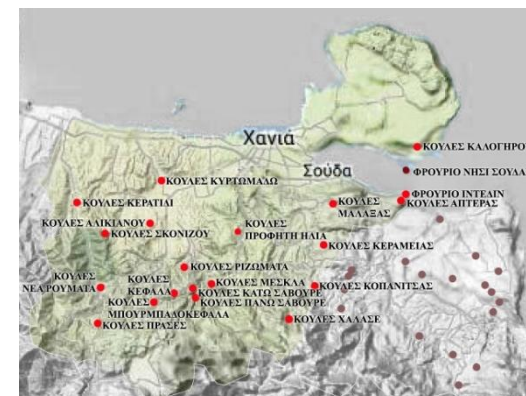 Χανιά
ΚΟΥΛΕΣ ΚΑΛΟΓΗΡΟ
Σούδα
ΦΡΟΥΡΙΟ ΝΗΣΙ ΣΟΥΔΑ
ΚΟΥΛΕΣ ΚΥΡΤΩΜΑΔΩ
ΦΡΟΥΡΙΟ ΙΝΤΕΙΝ
ΚΟΥΛΕΣ ΑΠΤΕΡΑΣ
ΚΟΥΛΕΣ ΚΕΡΑΤΙΔΙ
ΚΟΥΛΕΣ
ΜΑΛΑΞΑΣ
ΚΟΥΛΕΣ ΑΛΙΚΙΑΝΟΥ
ΚΟΥΛΕΣ ΣΚΟΝΙΖΟΥ
ΚΟΥΛΕΣ
ΠΡΟΦΗΤΗ ΗΛΙΑ
ΚΟΥΛΕΣ ΚΕΡΑΜΕΙΑΣ
ΚΟΥΛΕΣ ΡΙΖΩΜΑΤΑ
ΚΟΥΛΕΣ
ΝΕΑ ΡΟΥΜΑΤΑ
ΚΟΥΛΕΣ
ΚΕΦΑΛΑ
ΚΟΥΛΕΣ ΜΕΣΚΛΑ
ΚΟΥΛΕΣ ΚΟΠΑΝΙΤΣΑΣ
ΚΟΥΛΕΣ ΚΑΤΩ ΣΑΒΟΥΡΕ
ΚΟΥΛΕΣ ΠΑΝΩ ΣΑΒΟΥΡΕ
ΚΟΥΛΕΣ
ΜΠΟΥΡΜΠΑΔΟΚΕΦΑΛΑ
ΚΟΥΛΕΣ ΠΡΑΣΕΣ
ΚΟΥΛΕΣ ΧΑΛΑΣΕ